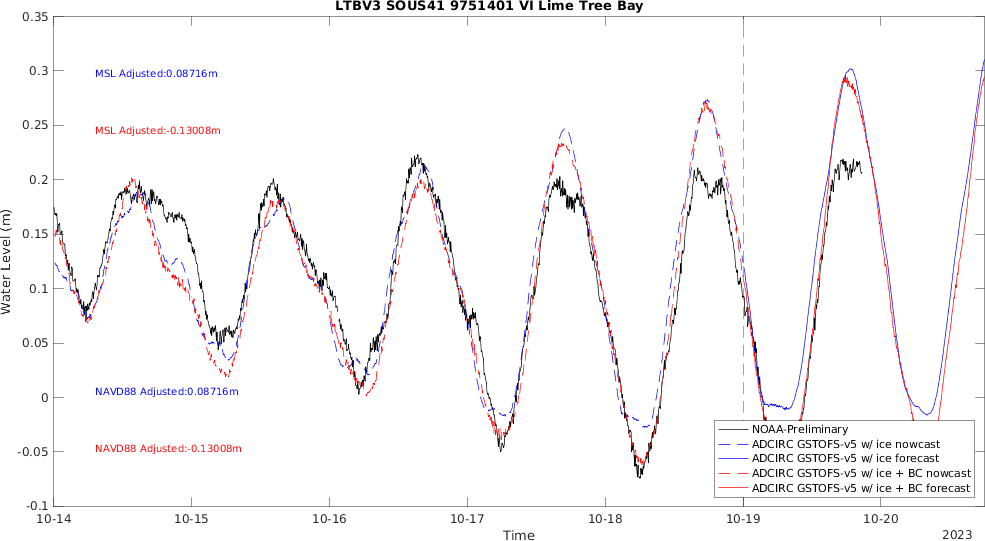 LTBV3 SOUS41 9751401 VI Lime Tree Bay
0.35
0.3
0.25
0.2
0.15
0.1
0.05
0
-0.05
-0.1
Water Level (m)
MSL Adjusted:0.08716m
MSL Adjusted:-0.13008m
NAVD88 Adjusted:0.08716m
NAVD88 Adjusted:-0.13008m
NOAA-Preliminary
ADCIRC GSTOFS-v5 w/ ice nowcast
ADCIRC GSTOFS-v5 w/ ice forecast
ADCIRC GSTOFS-v5 w/ ice + BC nowcast
ADCIRC GSTOFS-v5 w/ ice + BC forecast
10-14 10-15 10-16 10-17 10-18 10-19 10-20
Time
2023